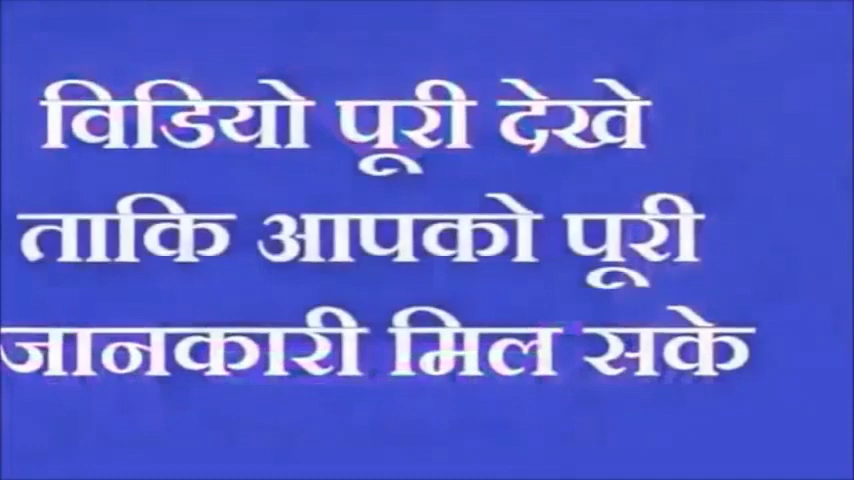 विडियो पूरी देखे
ताकि आपको पूरी
जानकारी मिल सके